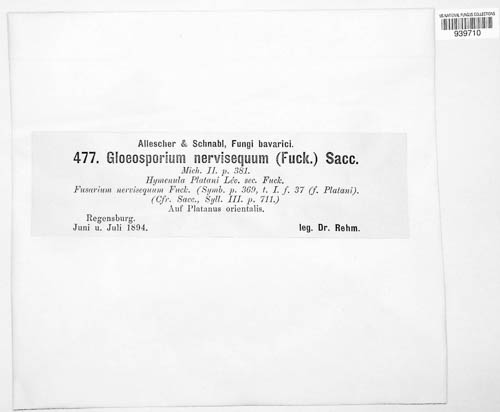 US NATIONAL FUNGUS COLLECTIONS
939710
Allescher & Schnabl, Fungi bavarici.
477. Gloeosporium nervisequum (Fuck.) Sacc.
Mich. II. p. 381.
Hymenula Platani Lév. sec. Fuck.
Fusarium nervisequum Fuck. (Symb. p. 369, t. I. f. 37 (f. Platani).
(Cfr. Sacc., Syll. III. p. 711.)
Auf Platanus orientalis.
Regensburg.
Juni u. Juli 1894. leg. Dr. Rehm.